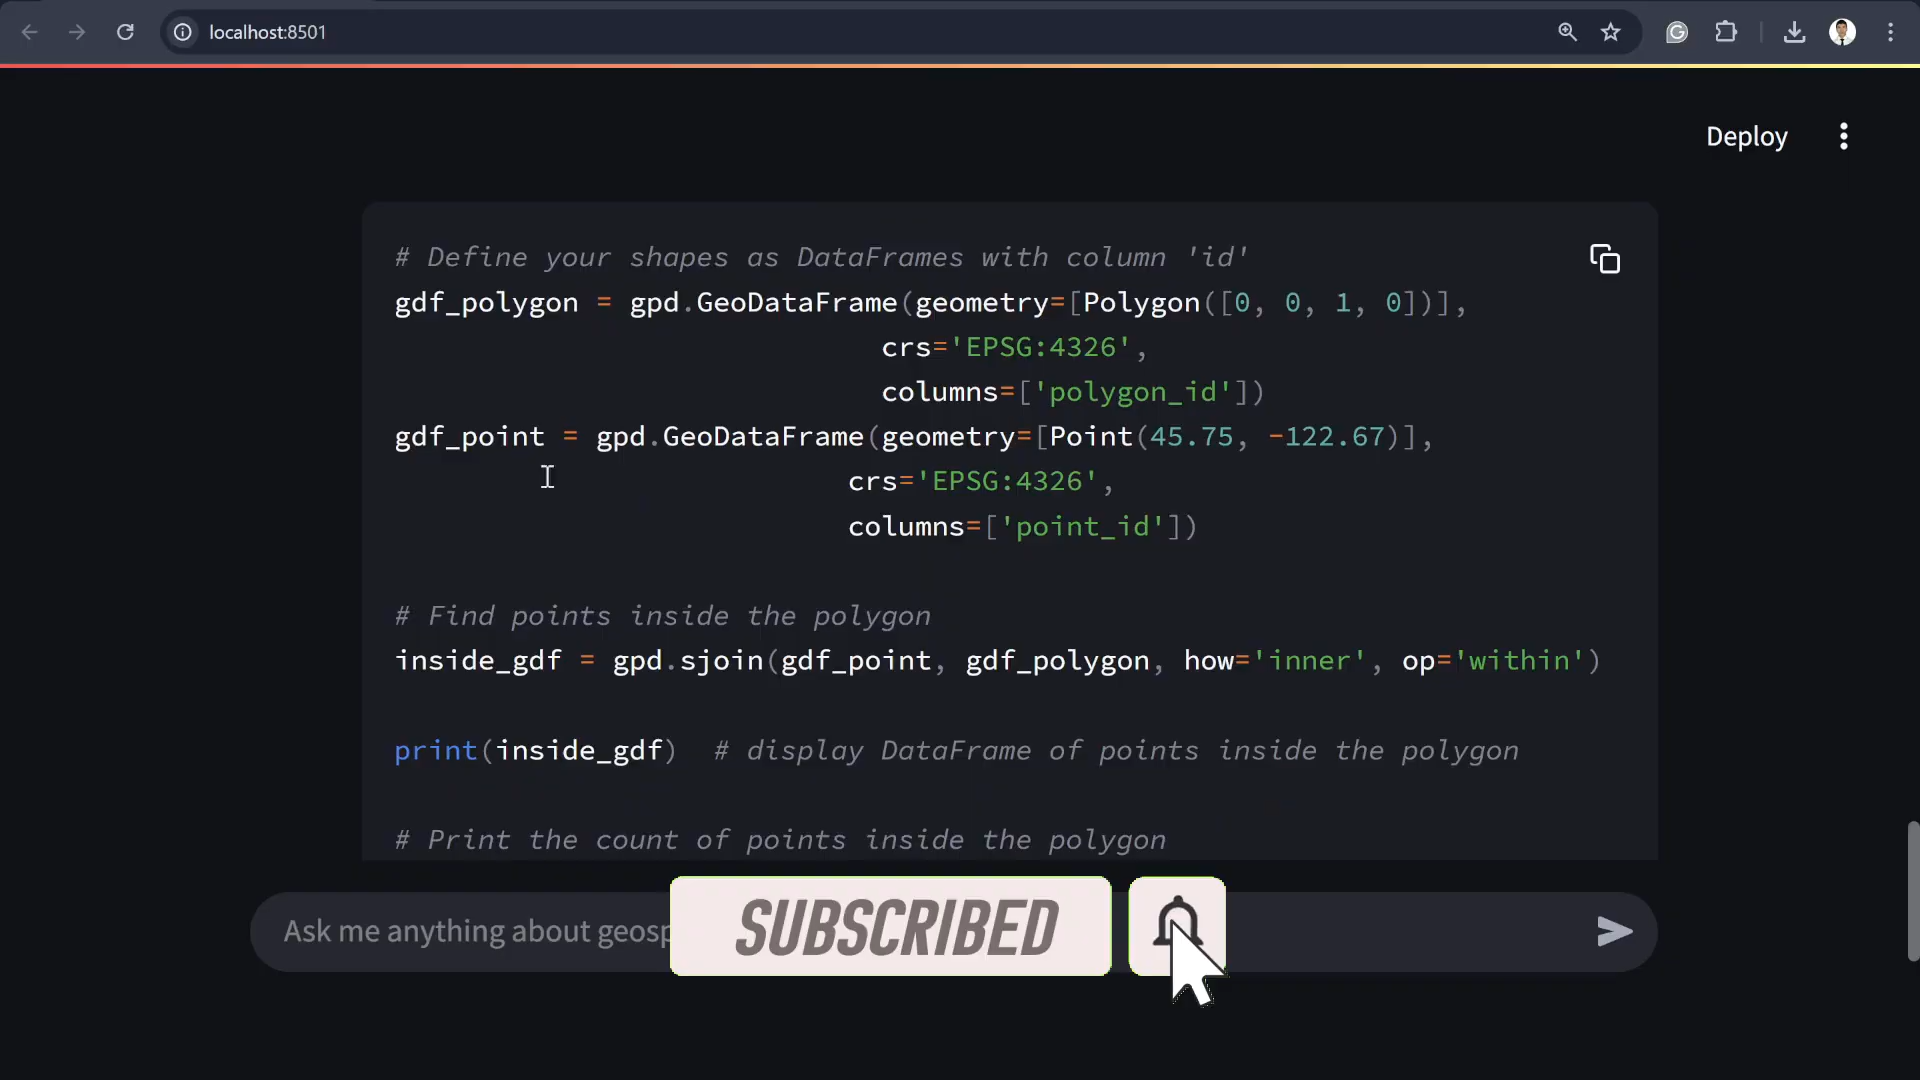 localhost:8501
Deploy
# Define your shapes as DataFrames with column 'id'
gdf_polygon = gpd.GeoDataFrame(geometry=[Polygon([0, 0, 1, 0])],
crs='EPSG:4326',
columns=['polygon_id'])
gdf_point = gpd.GeoDataFrame(geometry=[Point(45.75, -122.67)],
crs='EPSG:4326',
columns=['point_id'])
# Find points inside the polygon
inside_gdf = gpd.sjoin(gdf_point, gdf_polygon, how='inner', op='within')
print(inside_gdf)  # display DataFrame of points inside the polygon
# Print the count of points inside the polygon
Ask me anything about geosp
SUBSCRIBED